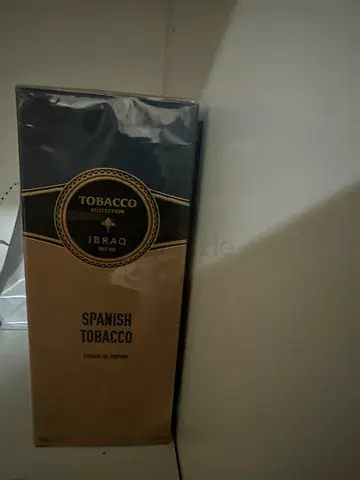 TOBACCO
COLLECTION
IBRAQ
SPANISH
TOBACCO
EXTRAIT DE PARFUM